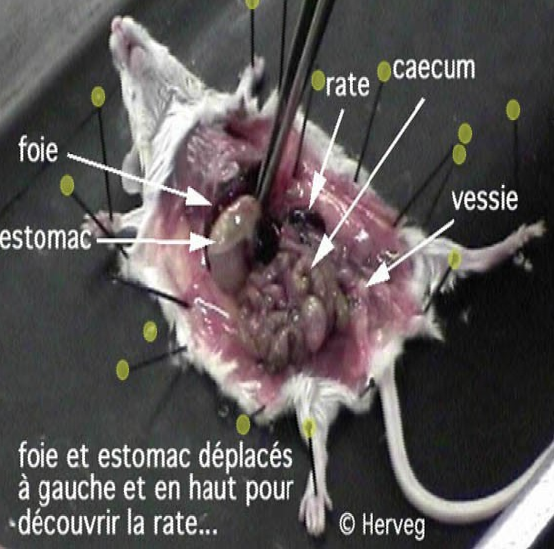 rate
caecum
foie
vessie
estomac
foie et estomac déplacés
à gauche et en haut pour
découvrir la rate...
© Herveg